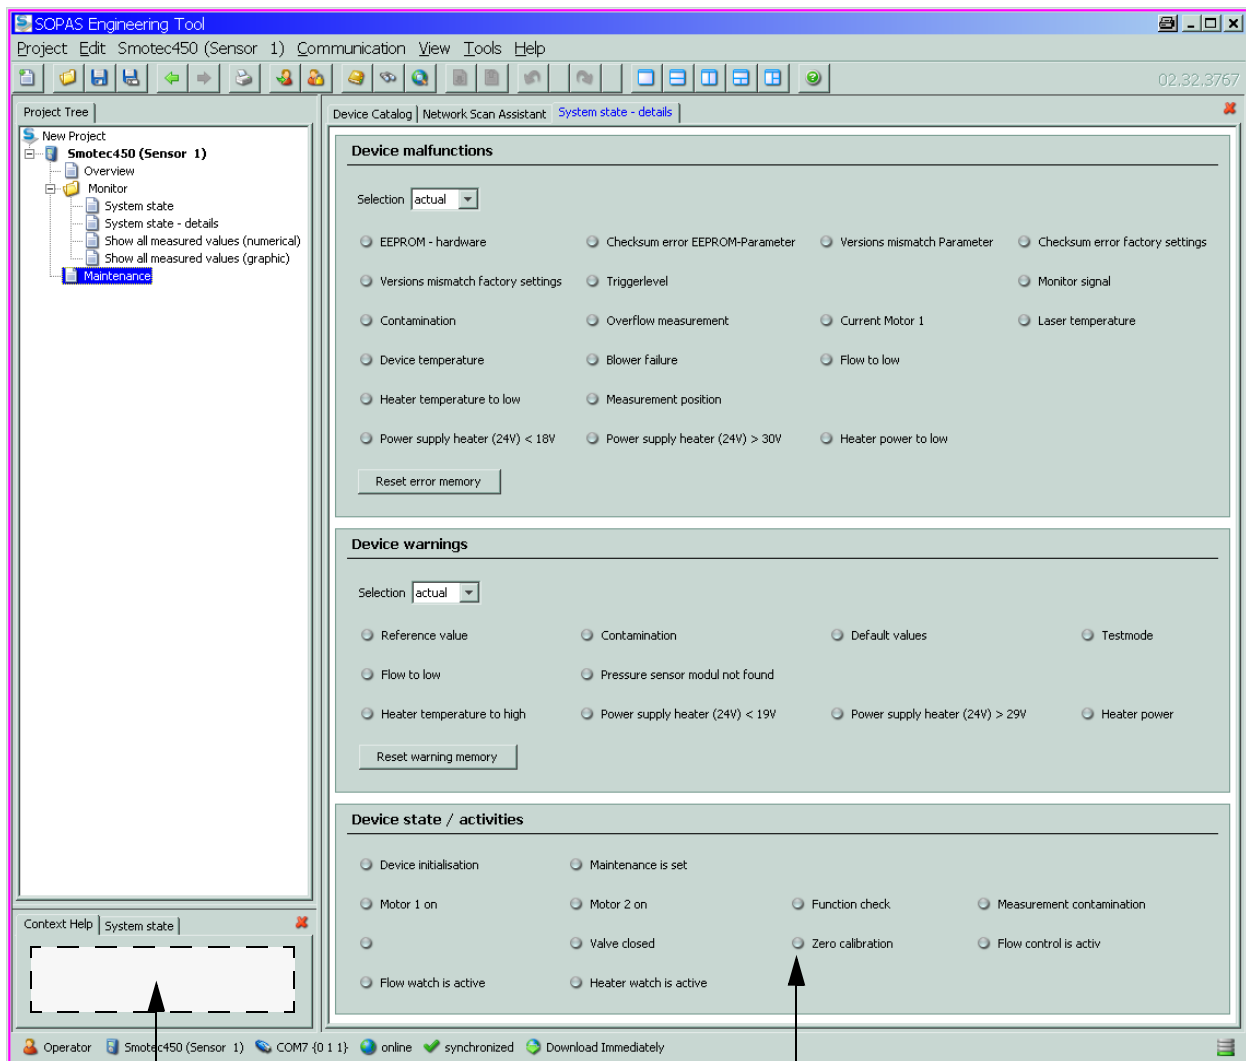 SOPAS Engineering Tool
Project Edit Smotec450 (Sensor 1) Communication View Tools Help
02.32.3767
Project Tree
Device Catalog Network Scan Assistant System state - details
New Project
Smotec450 (Sensor 1)
Overview
Monitor
System state
System state - details
Show all measured values (numerical)
Show all measured values (graphic)
Maintenance
Device malfunctions
Selection actual
EEPROM - hardware Checksum error EEPROM-Parameter Versions mismatch Parameter Checksum error factory settings
Versions mismatch factory settings Triggerlevel Monitor signal
Contamination Overflow measurement Current Motor 1 Laser temperature
Device temperature Blower failure Flow to low
Heater temperature to low Measurement position
Power supply heater (24V) < 18V Power supply heater (24V) > 30V Heater power to low
Reset error memory
Device warnings
Selection actual
Reference value Contamination Default values Testmode
Flow to low Pressure sensor modul not found
Heater temperature to high Power supply heater (24V) < 19V Power supply heater (24V) > 29V Heater power
Reset warning memory
Device state / activities
Device initialisation Maintenance is set
Motor 1 on Motor 2 on Function check Measurement contamination
Valve closed Zero calibration Flow control is activ
Flow watch is active Heater watch is active
Context Help System state
Operator Smotec450 (Sensor 1) COM7 {0 1 1} online synchronized Download Immediately